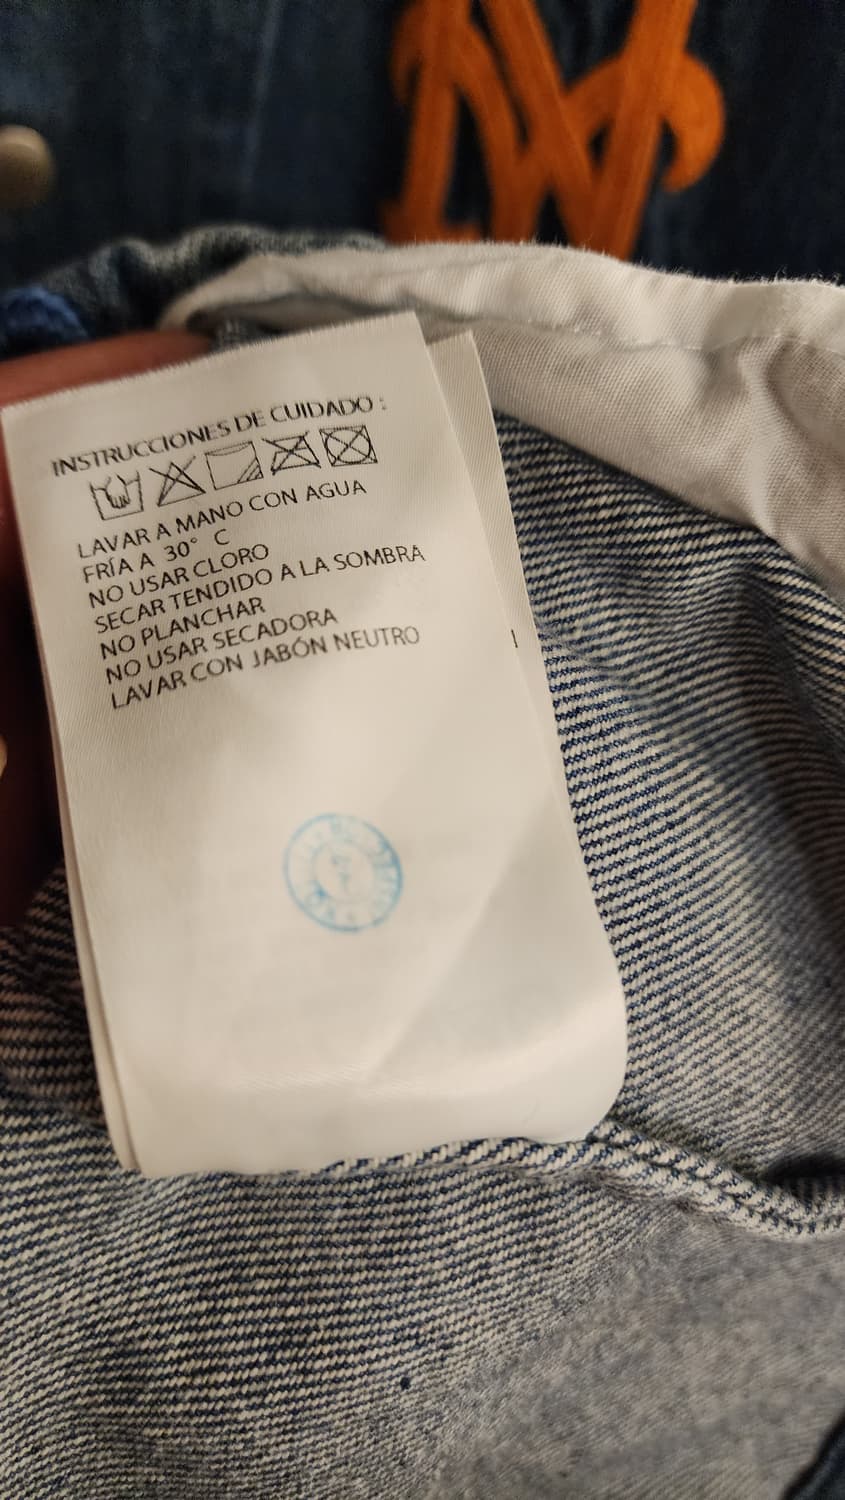 INSTRUCCIONES DE CUIDADO :
LAVAR A MANO CON AGUA
FRÍA A 30° C
NO USAR CLORO
SECAR TENDIDO A LA SOMBRA
NO PLANCHAR
NO USAR SECADORA
LAVAR CON JABÓN NEUTRO